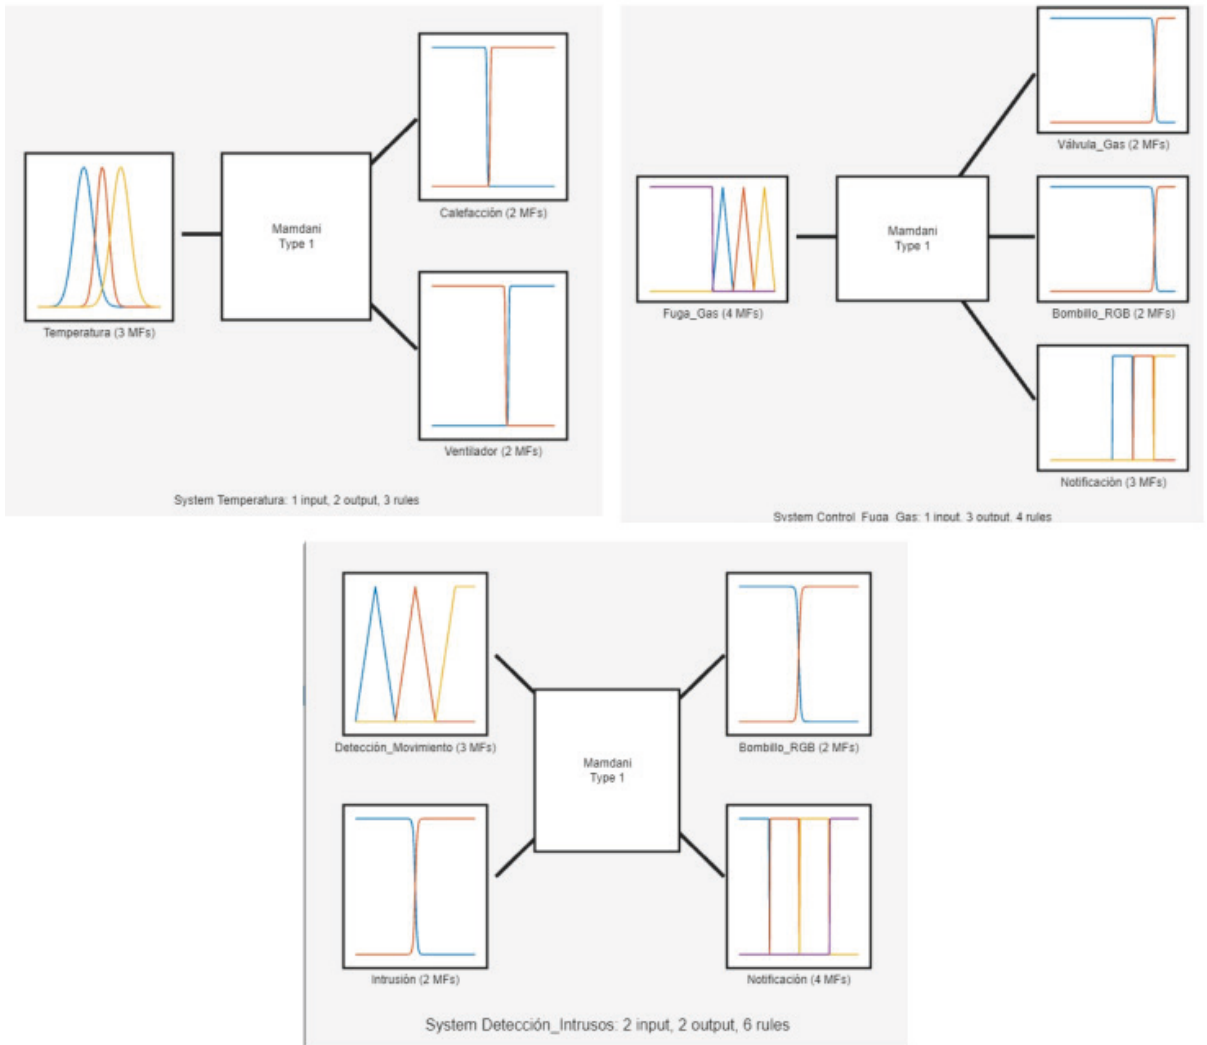 Mamdani
Type 1
Calefacción (2 MFs)
Temperatura (3 MFs)
Ventilador (2 MFs)
System Temperatura: 1 input, 2 output, 3 rules
Válvula_Gas (2 MFs)
Mamdani
Type 1
Fuga_Gas (4 MFs)
Bombillo_RGB (2 MFs)
Notificación (3 MFs)
System Control_Fuga_Gas: 1 input, 3 output, 4 rules
Detección_Movimiento (3 MFs)
Bombillo_RGB (2 MFs)
Mamdani
Type 1
Intrusión (2 MFs)
Notificación (4 MFs)
System Detección_Intrusos: 2 input, 2 output, 6 rules